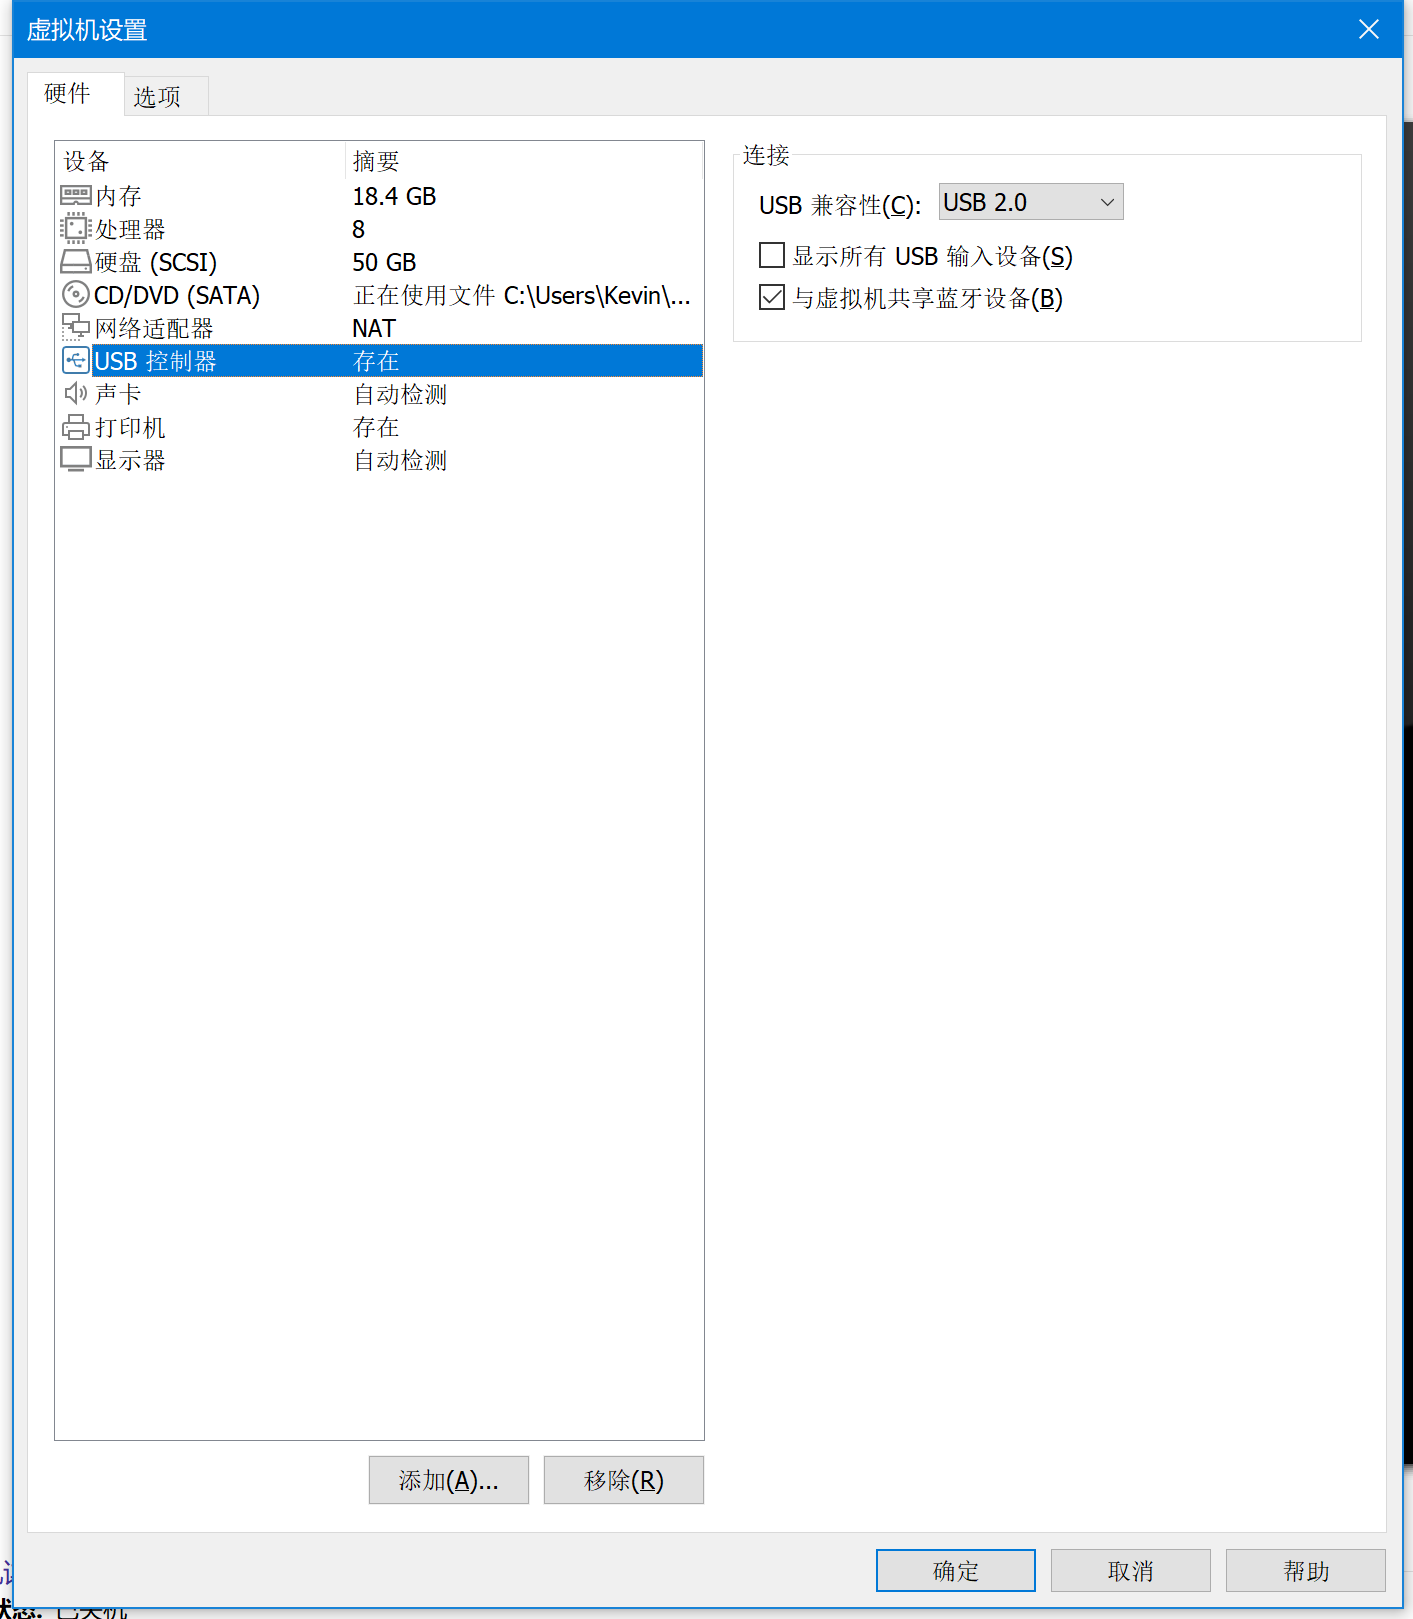 虚拟机设置
硬件 选项
设备 摘要
内存 18.4 GB
处理器 8
硬盘 (SCSI) 50 GB
CD/DVD (SATA) 正在使用文件 C:\Users\Kevin\...
网络适配器 NAT
USB 控制器 存在
声卡 自动检测
打印机 存在
显示器 自动检测
连接
USB 兼容性(C): USB 2.0
显示所有 USB 输入设备(S)
与虚拟机共享蓝牙设备(B)
添加(A)... 移除(R)
确定 取消 帮助
状态: 已关机